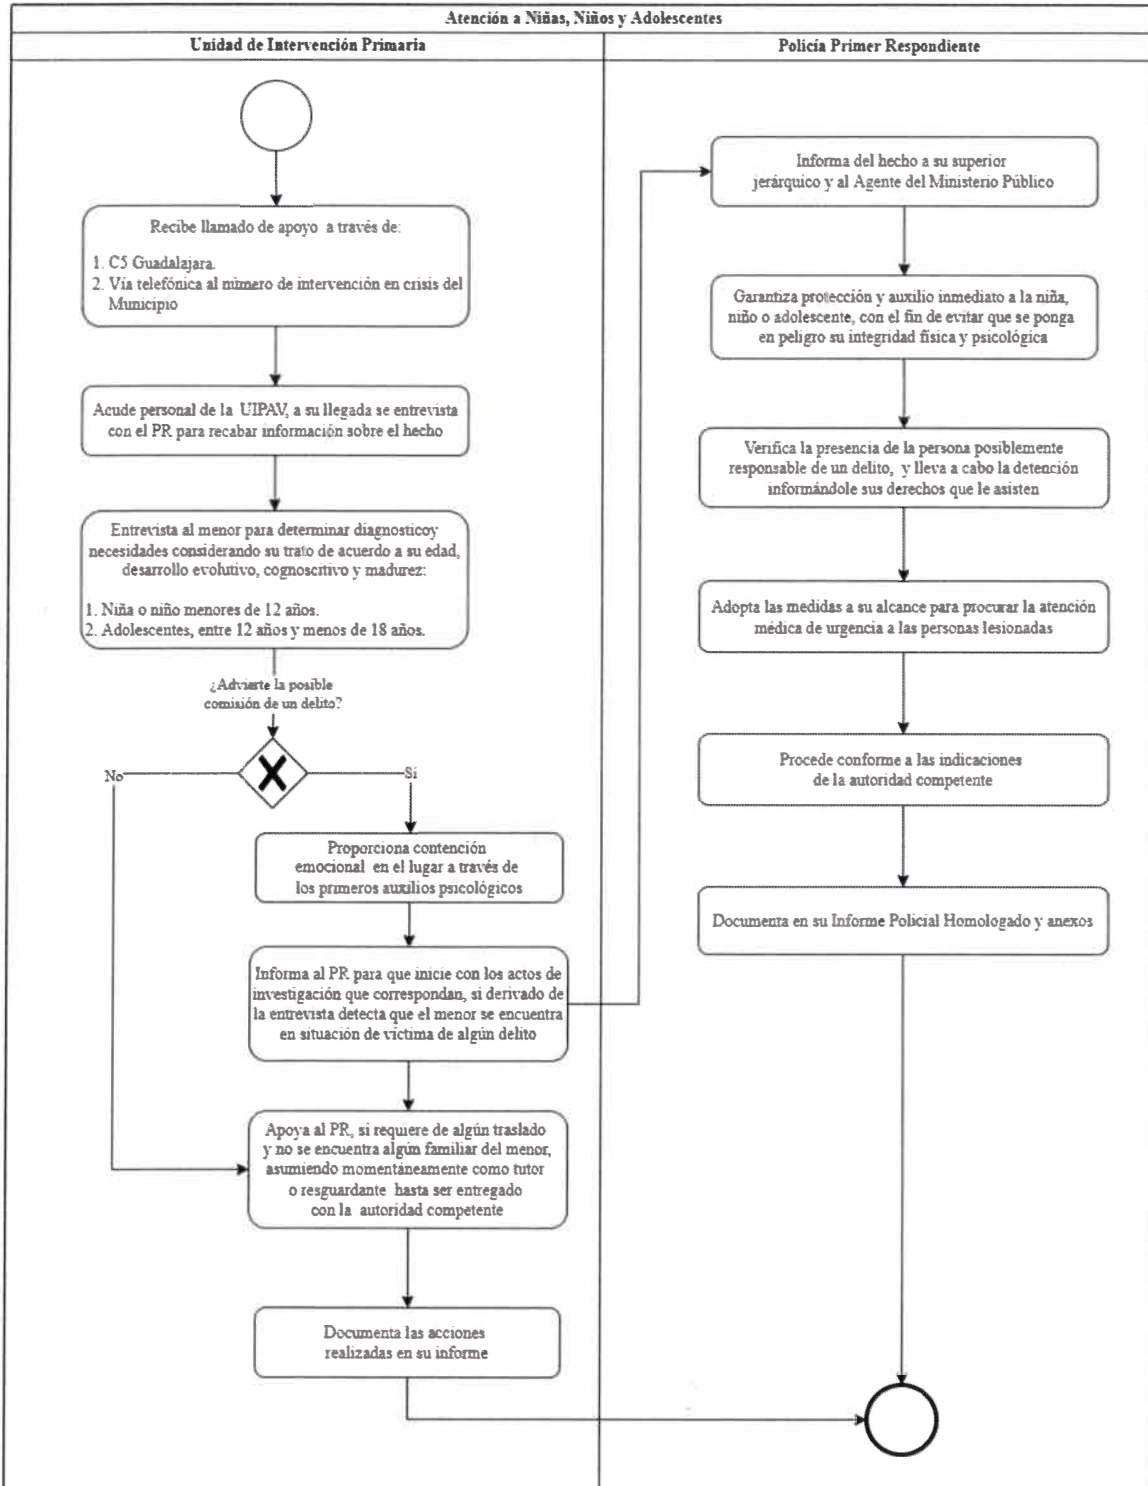 Atención a Niñas, Niños y Adolescentes
Unidad de Intervención Primaria
Policía Primer Respondiente
Recibe llamado de apoyo a través de:
1. C5 Guadalajara.
2. Vía telefónica al número de intervención en crisis del
Municipio
Acude personal de la UIPAV, a su llegada se entrevista
con el PR para recabar información sobre el hecho
Entrevista al menor para determinar diagnosticoy
necesidades considerando su trato de acuerdo a su edad,
desarrollo evolutivo, cognoscitivo y madurez:
1. Niña o niño menores de 12 años.
2. Adolescentes, entre 12 años y menos de 18 años.
¿Advierte la posible
comisión de un delito?
No
Si
Proporciona contención
emocional en el lugar a través de
los primeros auxilios psicológicos
Informa al PR para que inicie con los actos de
investigación que correspondan, si derivado de
la entrevista detecta que el menor se encuentra
en situación de víctima de algún delito
Apoya al PR, si requiere de algún traslado
y no se encuentra algún familiar del menor,
asumiendo momentáneamente como tutor
o resguardante hasta ser entregado
con la autoridad competente
Documenta las acciones
realizadas en su informe
Informa del hecho a su superior
jerárquico y al Agente del Ministerio Público
Garantiza protección y auxilio inmediato a la niña,
niño o adolescente, con el fin de evitar que se ponga
en peligro su integridad física y psicológica
Verifica la presencia de la persona posiblemente
responsable de un delito, y lleva a cabo la detención
informándole sus derechos que le asisten
Adopta las medidas a su alcance para procurar la atención
médica de urgencia a las personas lesionadas
Procede conforme a las indicaciones
de la autoridad competente
Documenta en su Informe Policial Homologado y anexos